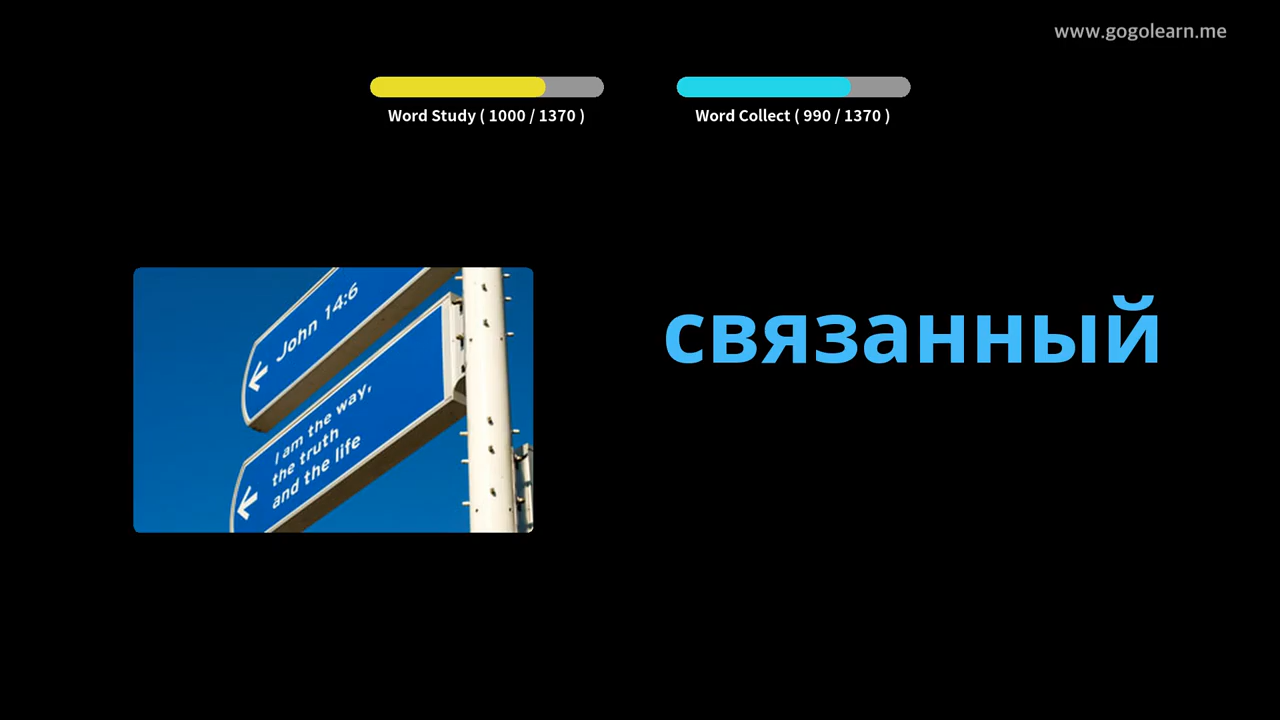 www.gogolearn.me
Word Study ( 1000 / 1370 )
Word Collect ( 990 / 1370 )
John 14:6
I am the way,
the truth
and the life
связанный